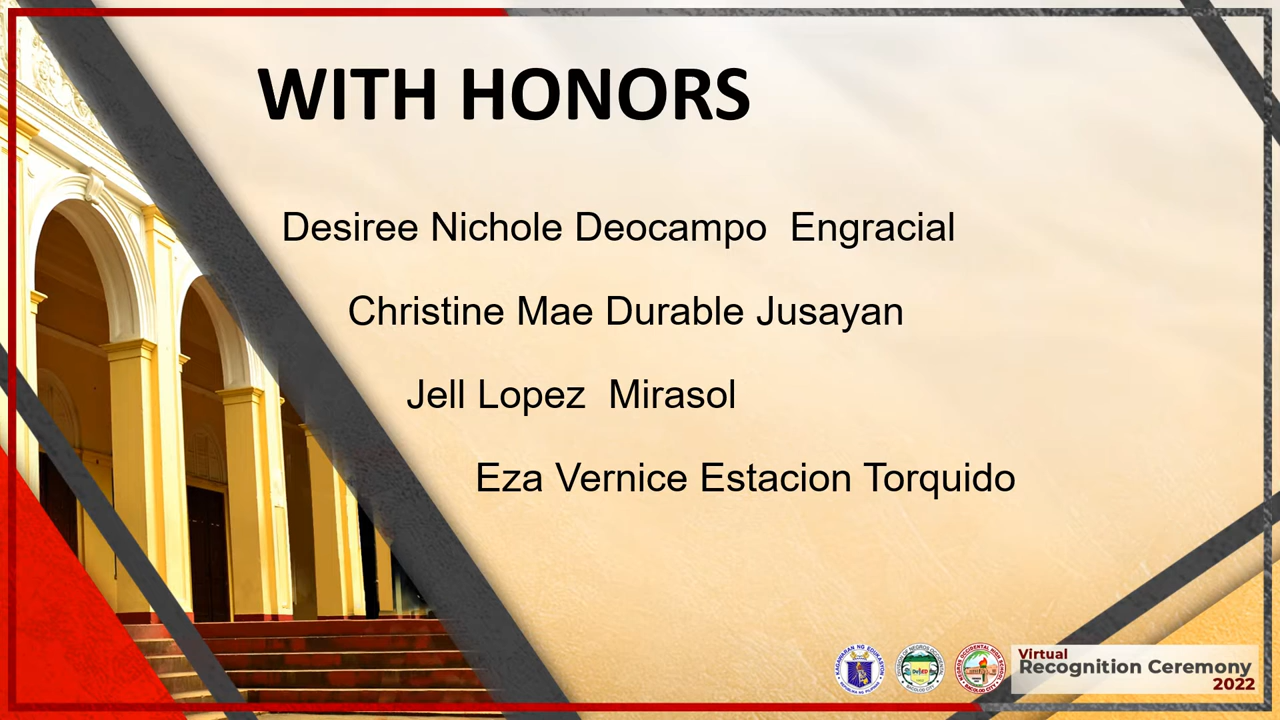 WITH HONORS
Desiree Nichole Deocampo Engracial
Christine Mae Durable Jusayan
Jell Lopez Mirasol
Eza Vernice Estacion Torquido
Virtual
Recognition Ceremony
2022